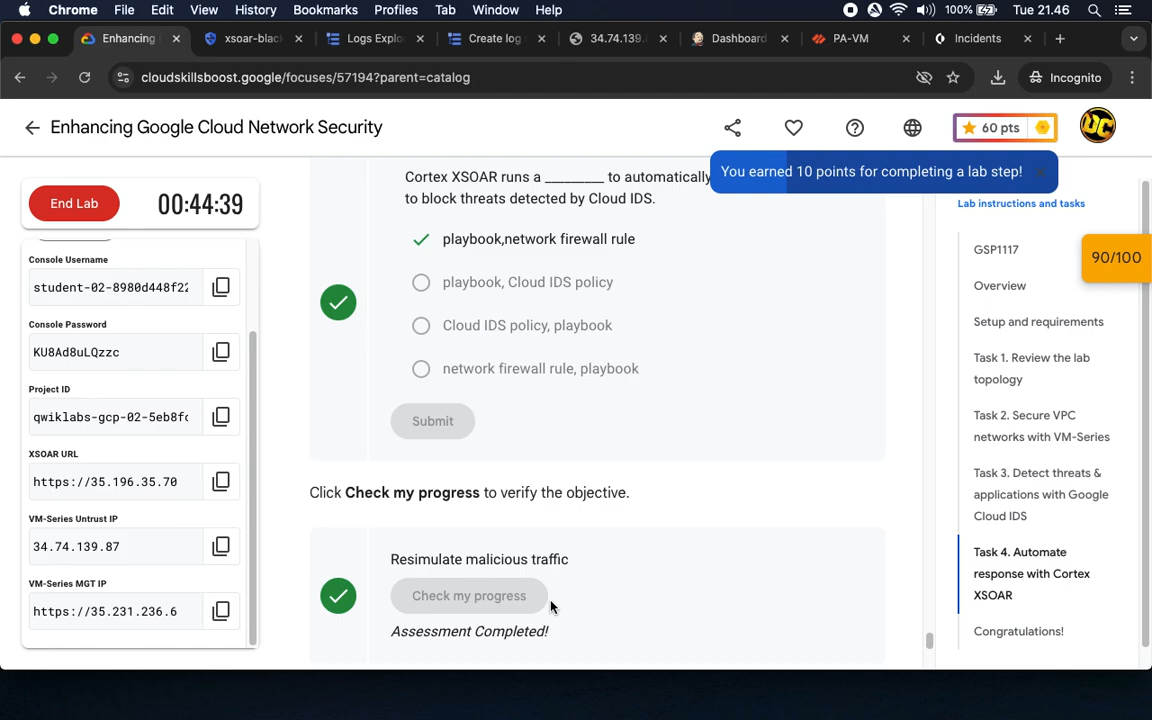 Chrome File Edit View History Bookmarks Profiles Tab Window Help 100% Tue 21.46
Enhancing xsoar-blac Logs Explo Create log 34.74.139. Dashboard PA-VM Incidents
cloudskillsboost.google/focuses/57194?parent=catalog Incognito
Enhancing Google Cloud Network Security 60 pts
You earned 10 points for completing a lab step!
End Lab 00:44:39
Console Username
student-02-8980d448f22
Console Password
KU8Ad8uLQzzc
Project ID
qwiklabs-gcp-02-5eb8fc
XSOAR URL
https://35.196.35.70
VM-Series Untrust IP
34.74.139.87
VM-Series MGT IP
https://35.231.236.6
Cortex XSOAR runs a _________ to automatically
to block threats detected by Cloud IDS.
playbook,network firewall rule
playbook, Cloud IDS policy
Cloud IDS policy, playbook
network firewall rule, playbook
Submit
Click Check my progress to verify the objective.
Resimulate malicious traffic
Check my progress
Assessment Completed!
Lab instructions and tasks
GSP1117
90/100
Overview
Setup and requirements
Task 1. Review the lab
topology
Task 2. Secure VPC
networks with VM-Series
Task 3. Detect threats &
applications with Google
Cloud IDS
Task 4. Automate
response with Cortex
XSOAR
Congratulations!